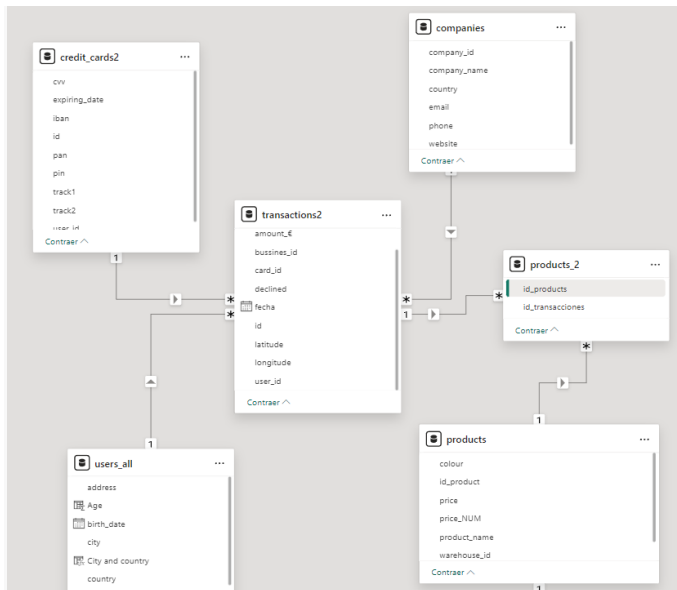 credit_cards2
...
cvv
expiring_date
iban
id
pan
pin
track1
track2
user_id
Contraer
1
companies
...
company_id
company_name
country
email
phone
website
Contraer
transactions2
...
amount_€
bussines_id
card_id
declined
fecha
id
latitude
longitude
user_id
Contraer
*
*
*
1
products_2
...
id_products
id_transacciones
Contraer
*
*
1
users_all
...
address
Age
birth_date
city
City and country
country
1
products
...
colour
id_product
price
price_NUM
product_name
warehouse_id
Contraer
1
1